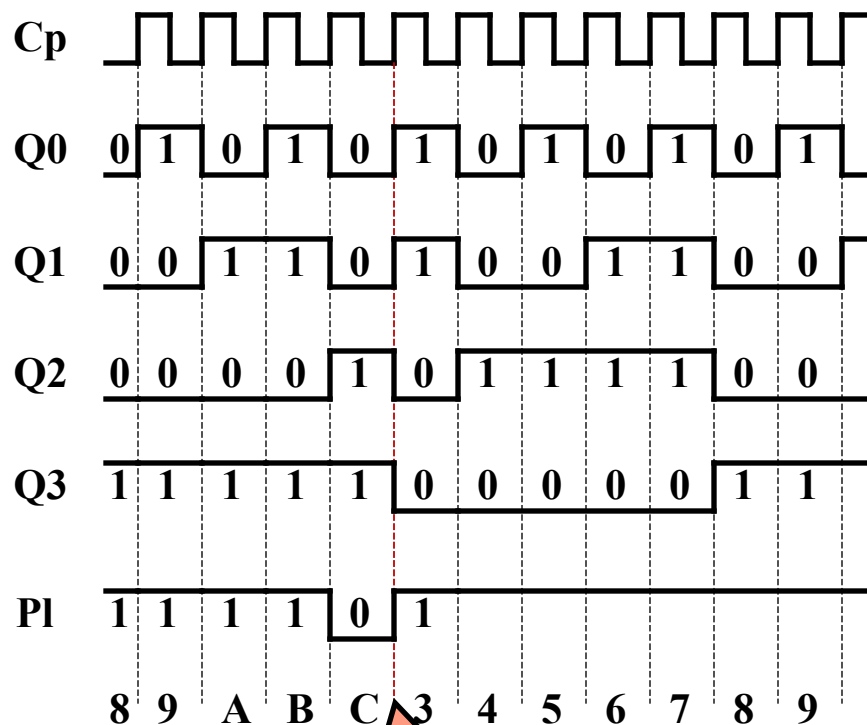 Cp
Q0 0 1 0 1 0 1 0 1 0 1 0 1
Q1 0 0 1 1 0 1 0 0 1 1 0 0
Q2 0 0 0 0 1 0 1 1 1 1 0 0
Q3 1 1 1 1 1 0 0 0 0 0 1 1
Pl 1 1 1 1 0 1
8 9 A B C 3 4 5 6 7 8 9